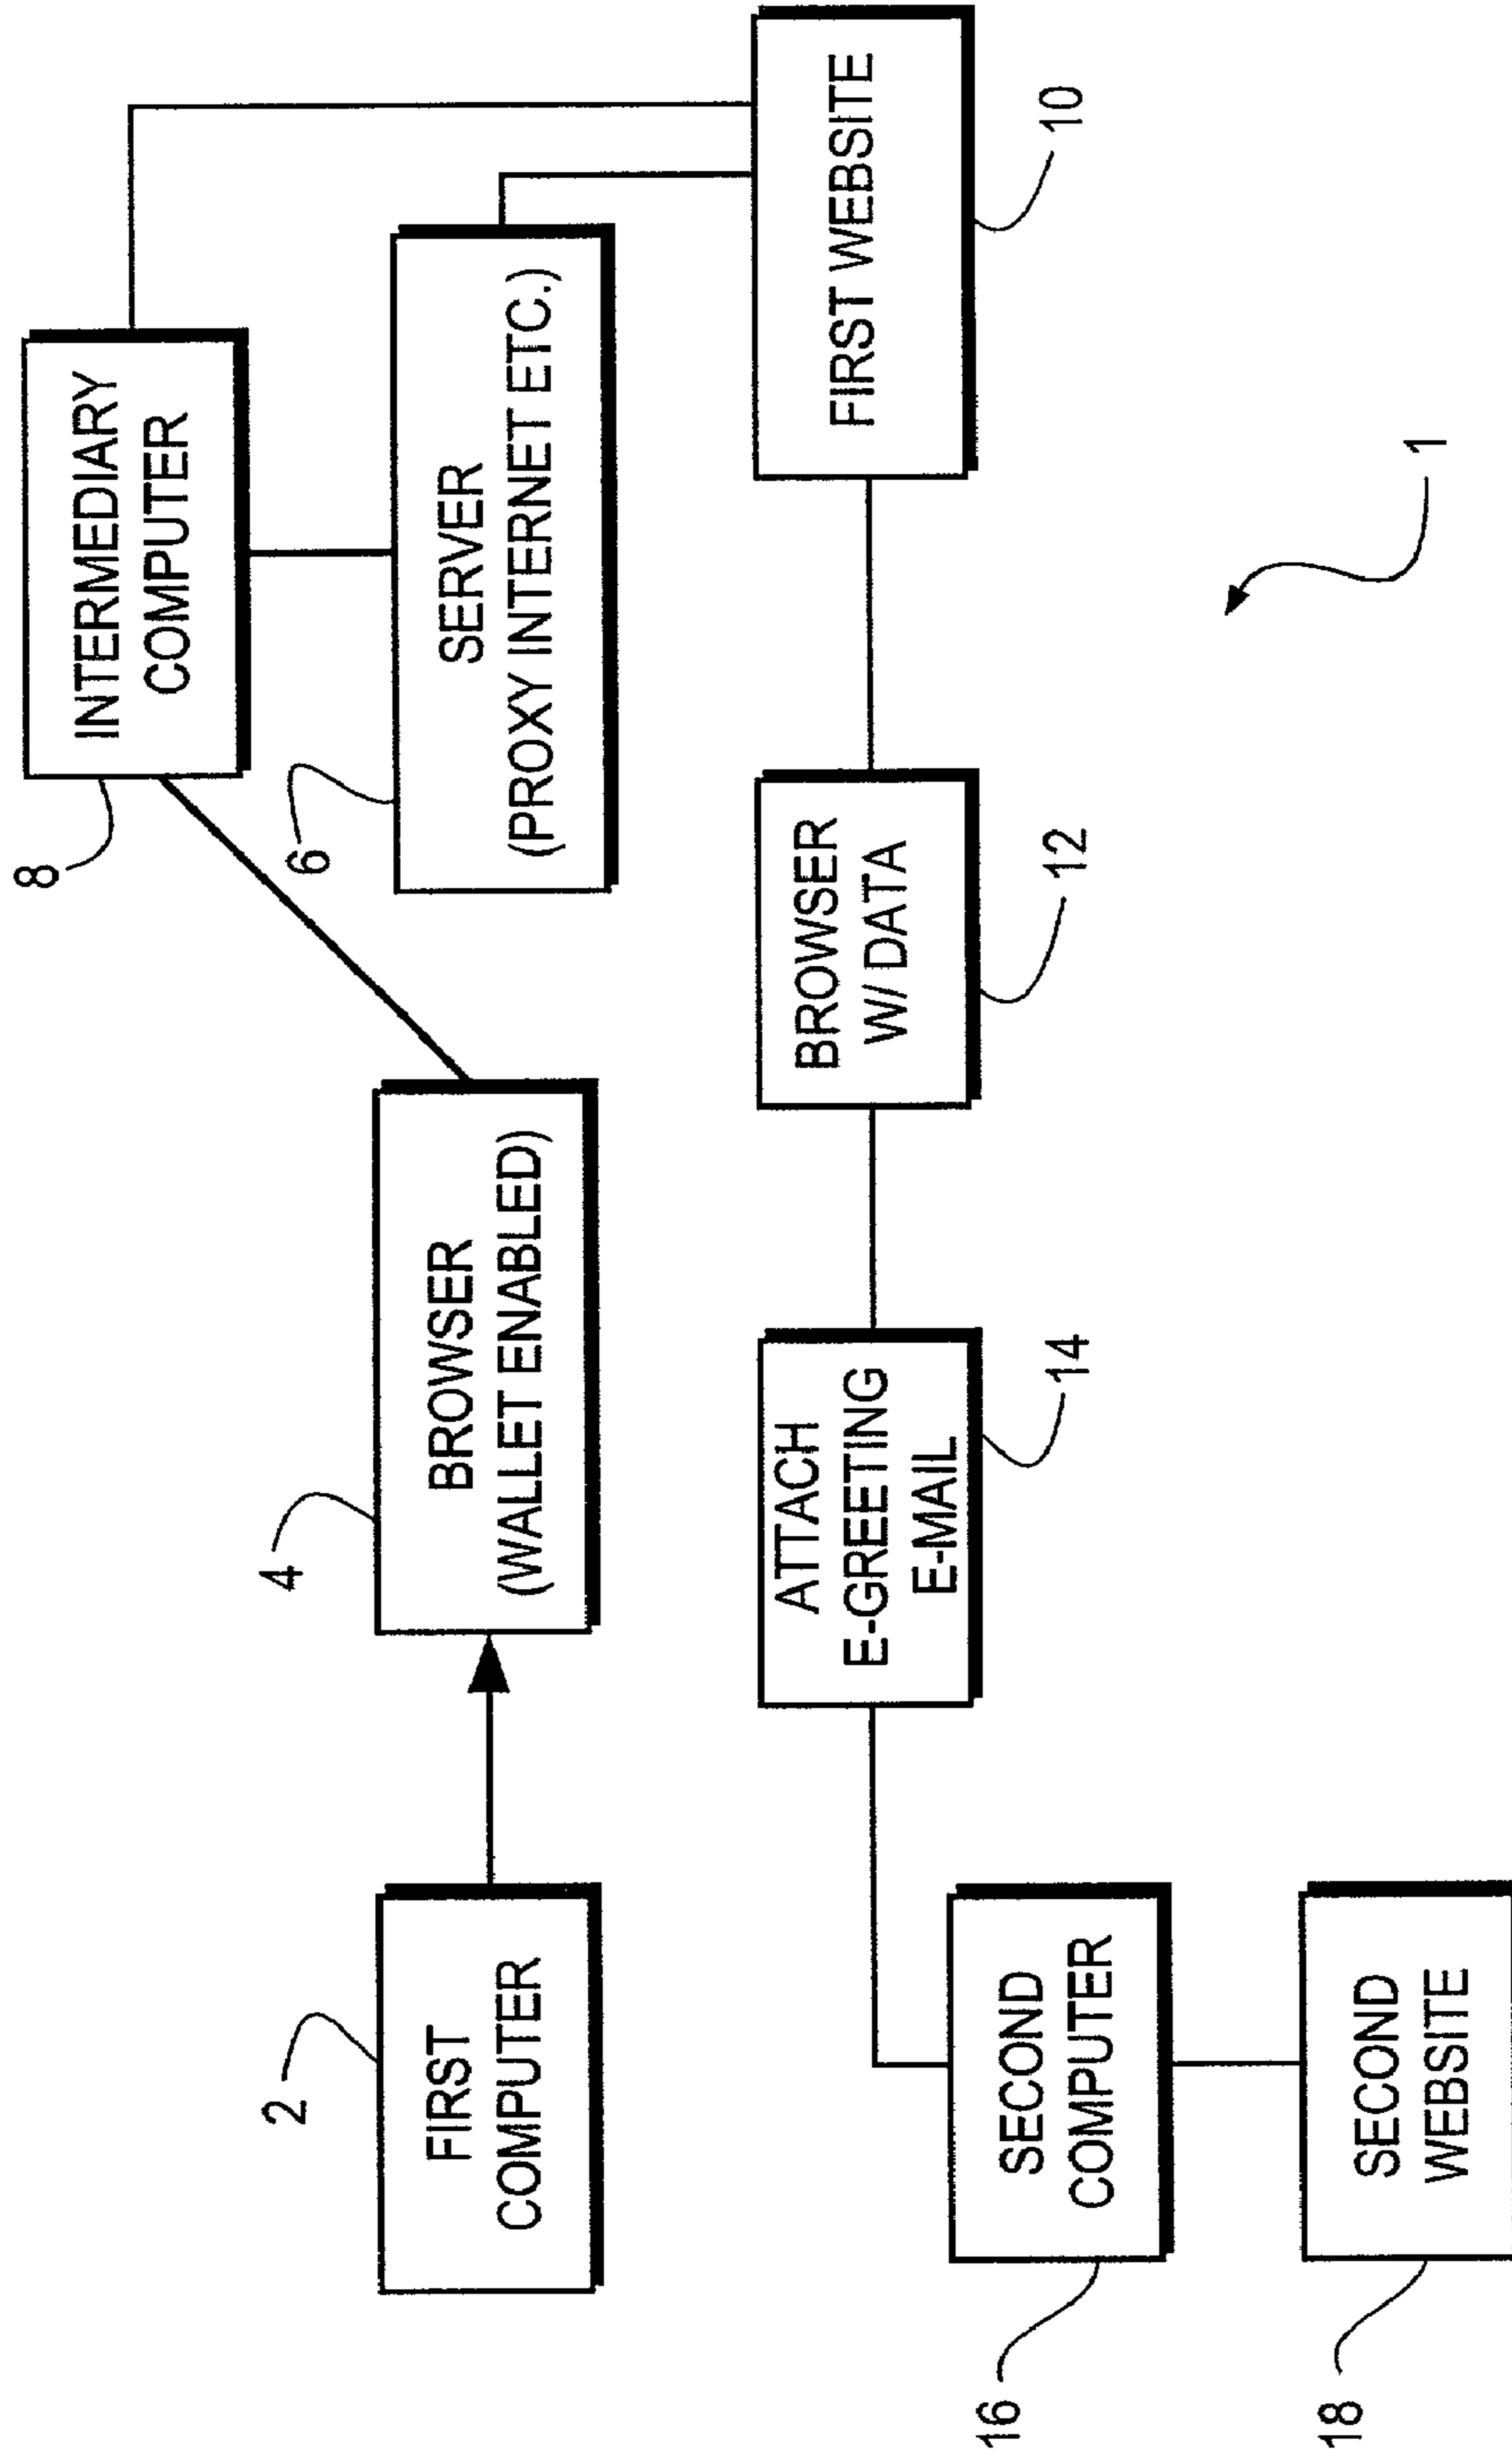 8
INTERMEDIARY
COMPUTER
6
SERVER
(PROXY INTERNET ETC.)
4
BROWSER
(WALLET ENABLED)
2
FIRST
COMPUTER
FIRST WEBSITE
10
BROWSER
W/ DATA
12
ATTACH
E-GREETING
E-MAIL
14
SECOND
COMPUTER
16
SECOND
WEBSITE
18
1